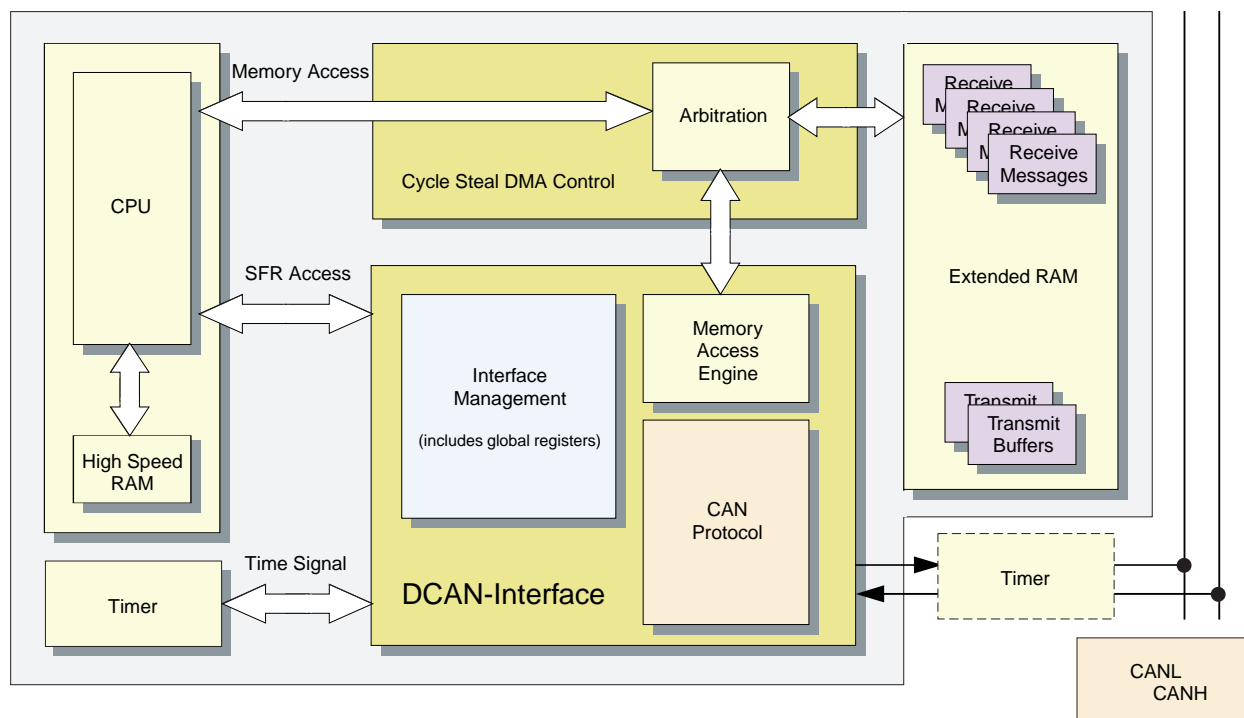 Memory Access
CPU
SFR Access
High Speed
RAM
Time Signal
Timer
Arbitration
Cycle Steal DMA Control
Interface
Management
(includes global registers)
Memory
Access
Engine
CAN
Protocol
DCAN-Interface
Receive
M
Receive
M
Receive
M
Receive
Messages
Extended RAM
Transmit
Transmit
Buffers
Timer
CANL
CANH